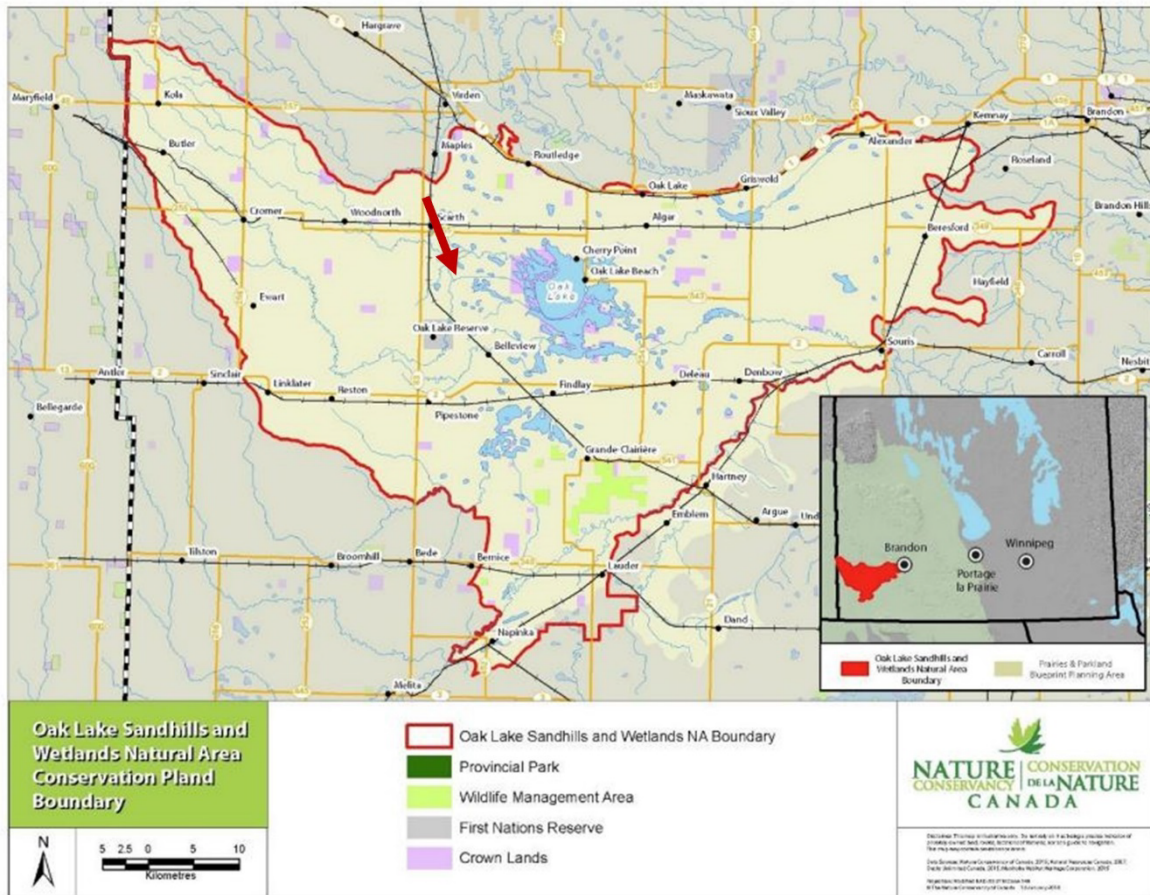 Hargrave
Maryfield
Kola
Virden
Maskawata
Sioux Valley
Kemnay
Brandon
Butler
Maples
Routledge
Alexander
Roseland
Oak Lake
Griswold
Cromer
Woodnorth
Scarth
Algar
Beresford
Brandon Hills
Cherry Point
Oak Lake Beach
Oak
Lake
Hayfield
Ewart
Oak Lake Reserve
Belleview
Souris
Carroll
Nesbit
Antler
Sinclair
Linklater
Reston
Pipestone
Findlay
Deleau
Denbow
Bellegarde
Grande Clairière
Hartney
Emblem
Argue
Und
Tilston
Broomhill
Bede
Bernice
Lauder
Napinka
Dand
Melita
Brandon
Winnipeg
Portage
la Prairie
Oak Lake Sandhills and
Wetlands Natural Area
Boundary
Prairies & Parkland
Blueprint Planning Area
Oak Lake Sandhills and
Wetlands Natural Area
Conservation Pland
Boundary
N
5 2.5 0 5 10
Kilometres
Oak Lake Sandhills and Wetlands NA Boundary
Provincial Park
Wildlife Management Area
First Nations Reserve
Crown Lands
NATURE CONSERVATION
CONSERVANCY DE LA NATURE
CANADA